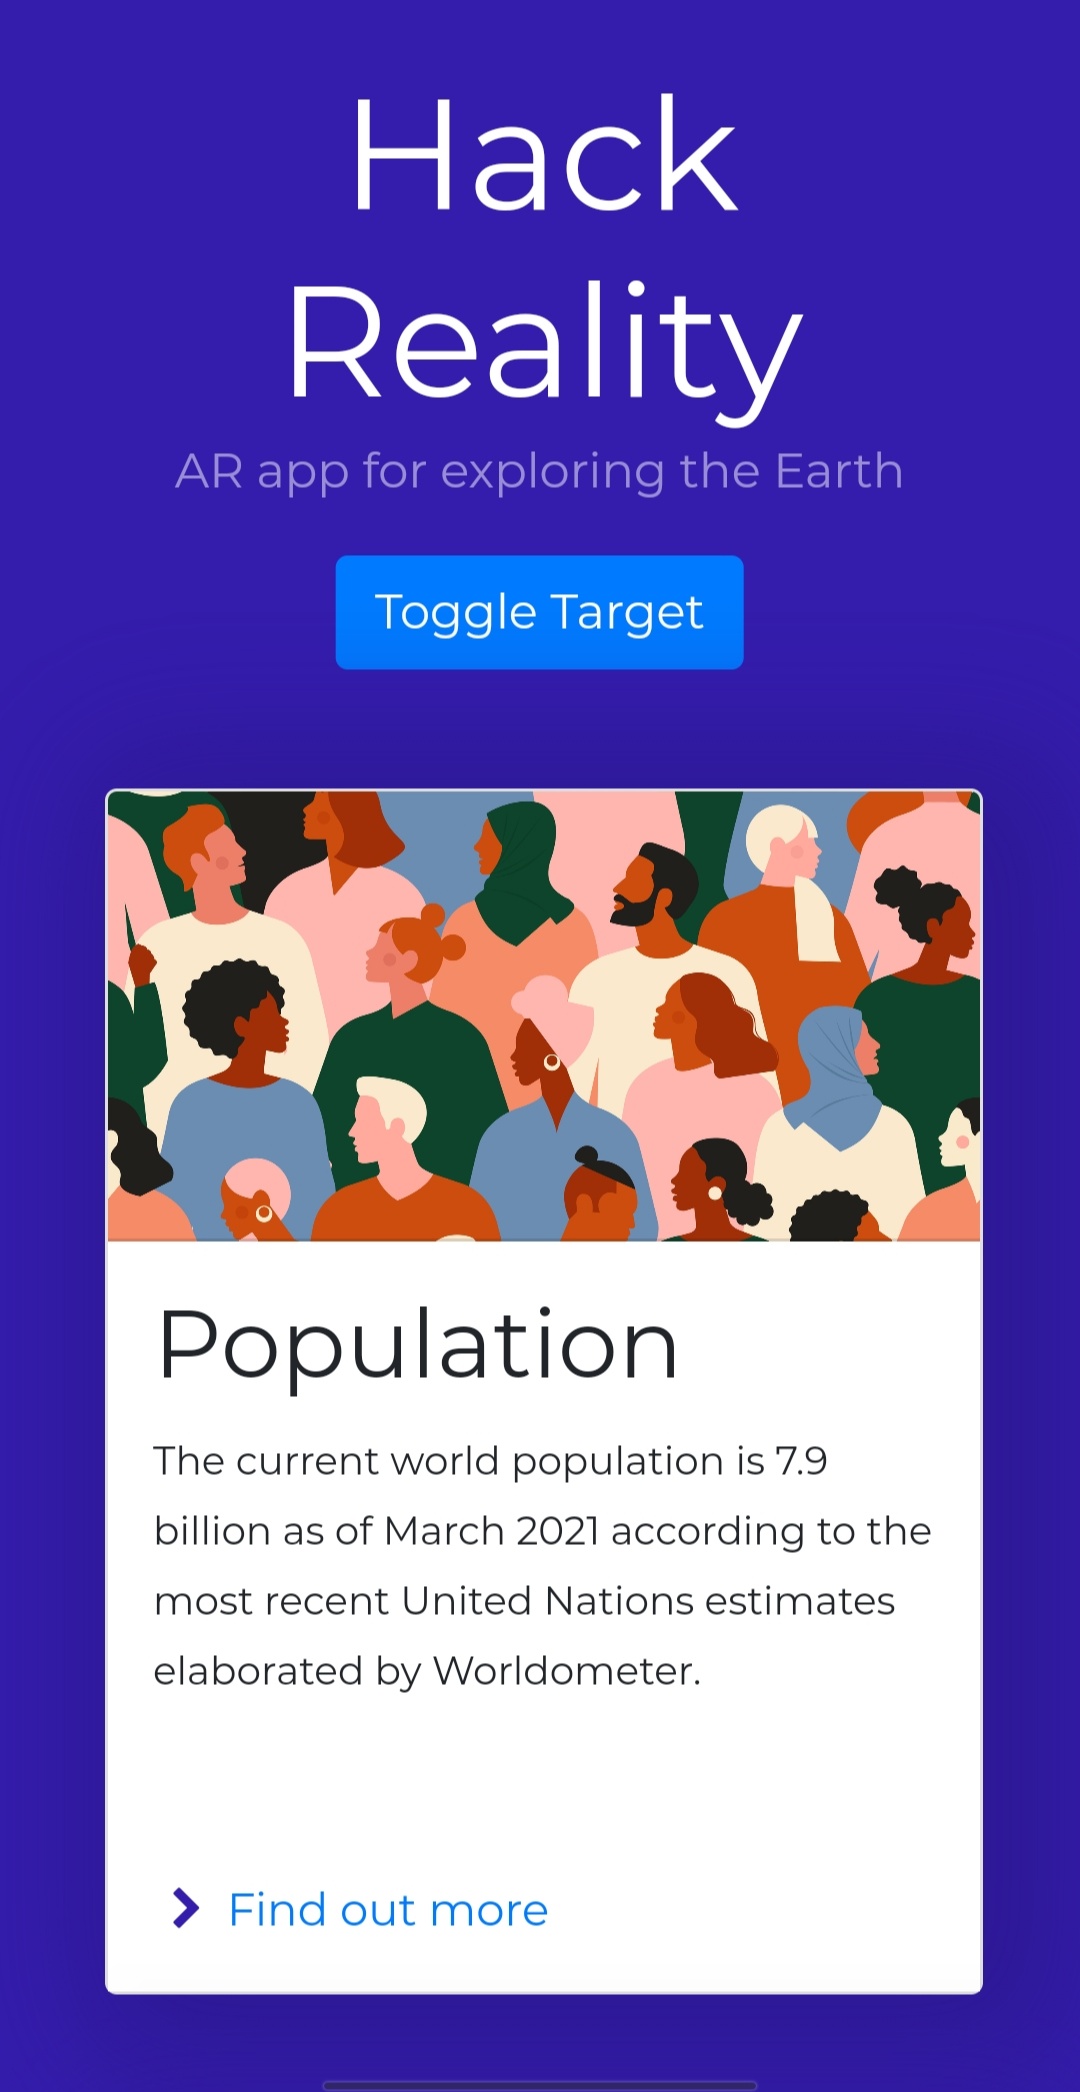 Hack
Reality
AR app for exploring the Earth
Toggle Target
Population
The current world population is 7.9
billion as of March 2021 according to the
most recent United Nations estimates
elaborated by Worldometer.
Find out more